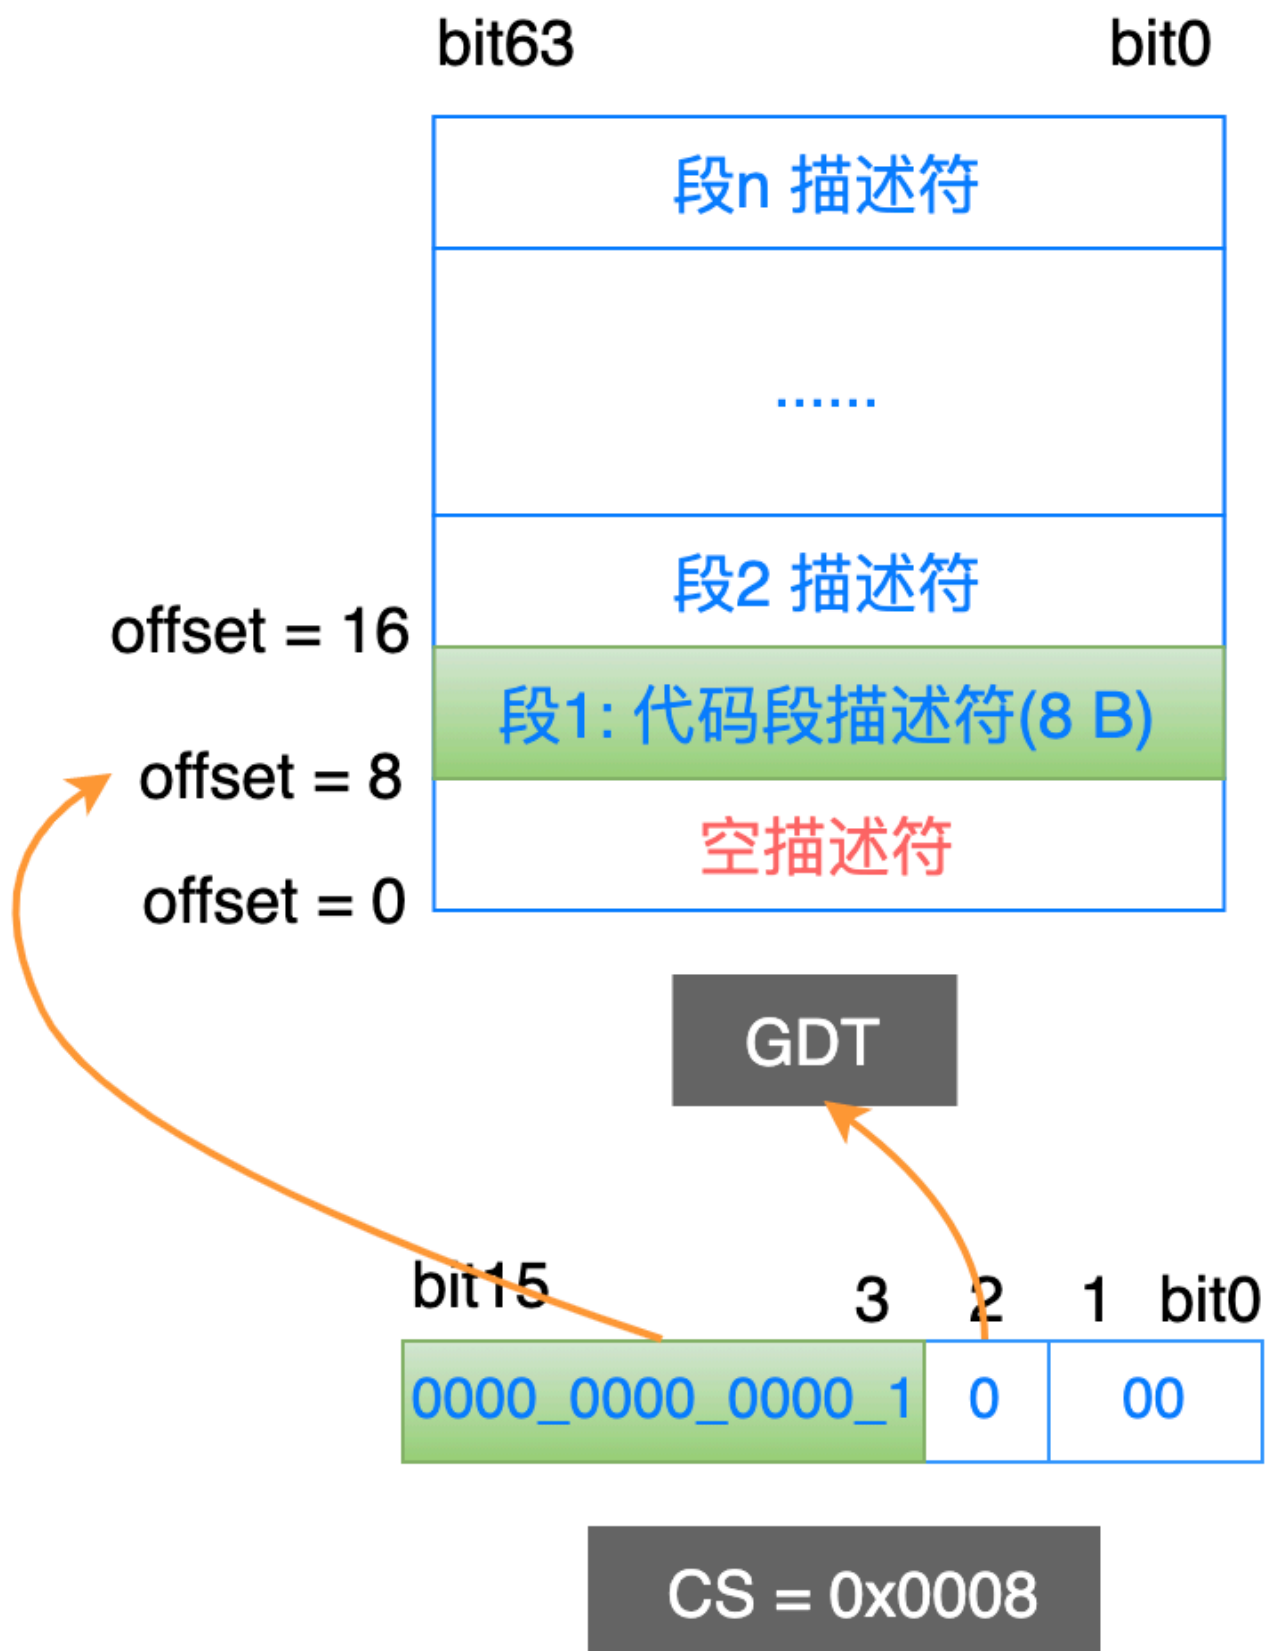 bit63 bit0
段n 描述符
......
段2 描述符
offset = 16
段1: 代码段描述符(8 B)
offset = 8
空描述符
offset = 0
GDT
bit15 3 2 1 bit0
0000_0000_0000_1 0 00
CS = 0x0008